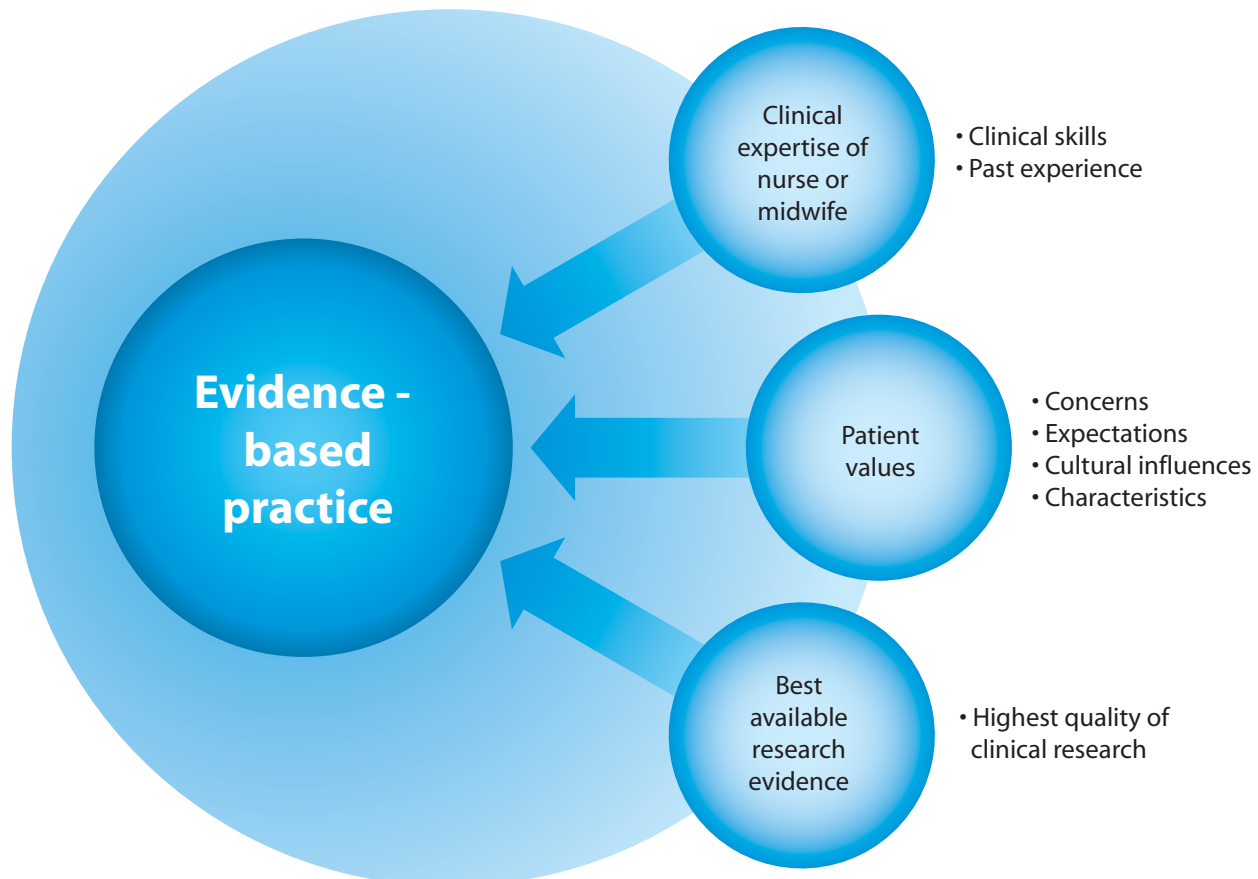 Evidence -
based
practice
Clinical
expertise of
nurse or
midwife
• Clinical skills
• Past experience
Patient
values
• Concerns
• Expectations
• Cultural influences
• Characteristics
Best
available
research
evidence
• Highest quality of
clinical research